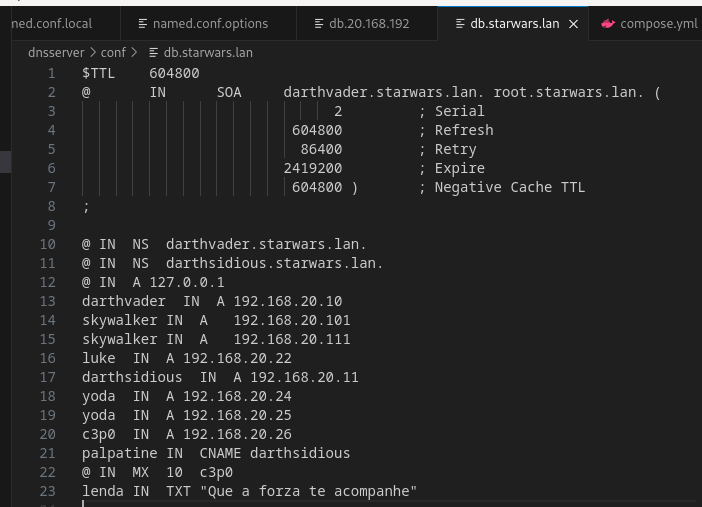 ned.conf.local named.conf.options db.20.168.192 db.starwars.lan × compose.yml
dnsserver > conf > db.starwars.lan
1 $TTL 604800
2 @ IN SOA darthvader.starwars.lan. root.starwars.lan. (
3 2 ; Serial
4 604800 ; Refresh
5 86400 ; Retry
6 2419200 ; Expire
7 604800 ) ; Negative Cache TTL
8 ;
9
10 @ IN NS darthvader.starwars.lan.
11 @ IN NS darthsidious.starwars.lan.
12 @ IN A 127.0.0.1
13 darthvader IN A 192.168.20.10
14 skywalker IN A 192.168.20.101
15 skywalker IN A 192.168.20.111
16 luke IN A 192.168.20.22
17 darthsidious IN A 192.168.20.11
18 yoda IN A 192.168.20.24
19 yoda IN A 192.168.20.25
20 c3p0 IN A 192.168.20.26
21 palpatine IN CNAME darthsidious
22 @ IN MX 10 c3p0
23 lenda IN TXT "Que a forza te acompanhe"